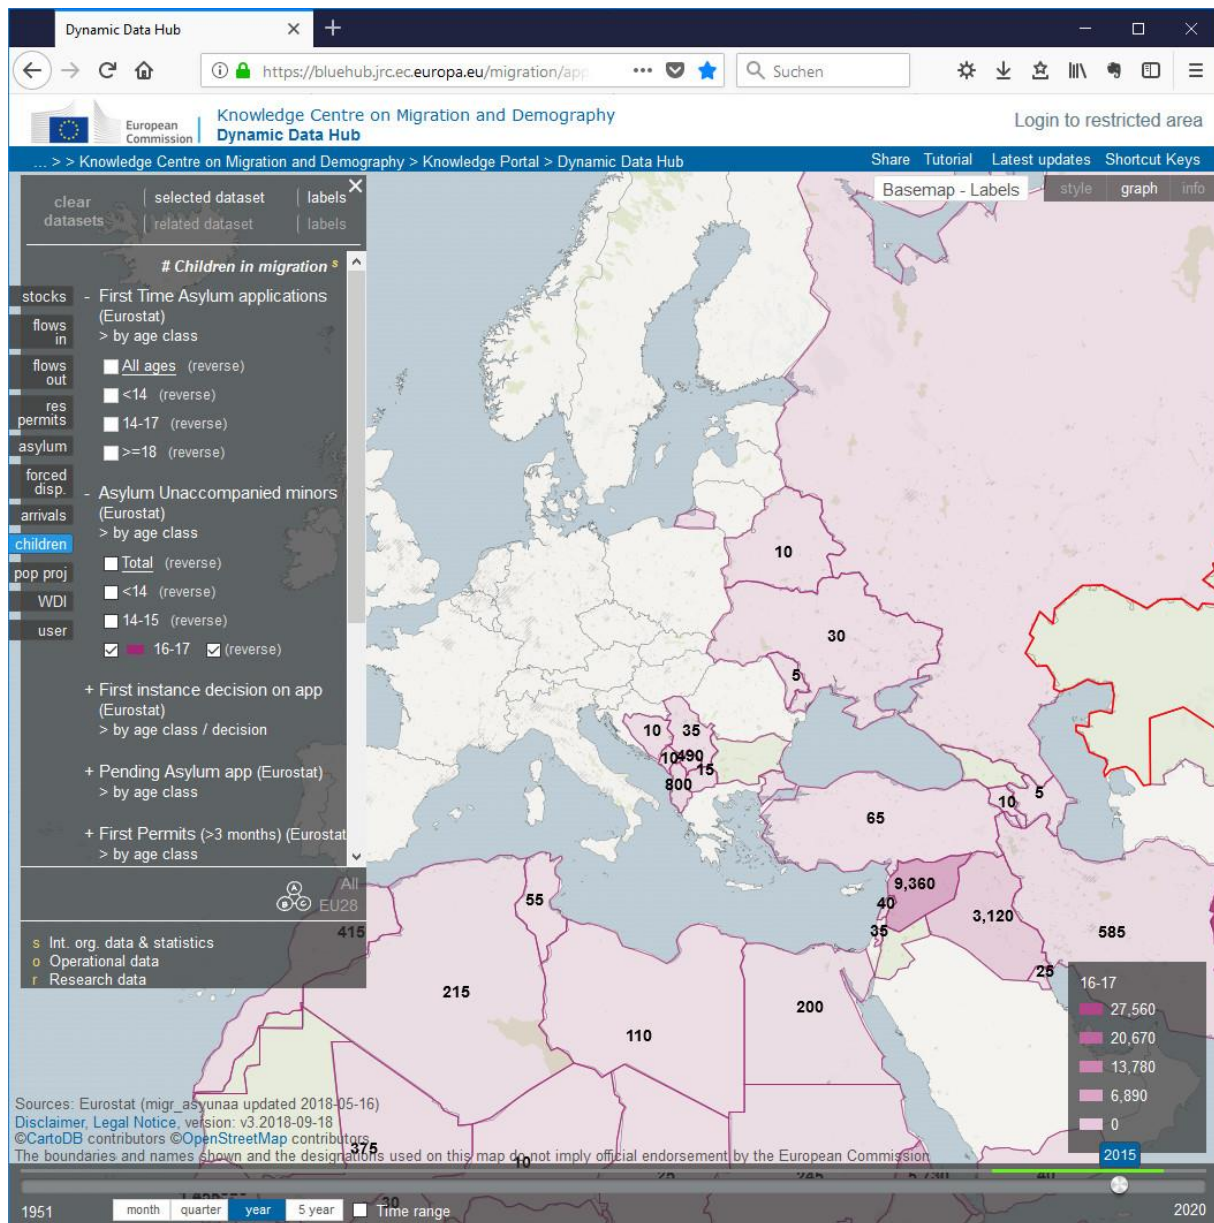 Dynamic Data Hub
https://bluehub.jrc.ec.europa.eu/migration/app
Suchen
European
Commission
Knowledge Centre on Migration and Demography
Dynamic Data Hub
Login to restricted area
... > > Knowledge Centre on Migration and Demography > Knowledge Portal > Dynamic Data Hub
Share Tutorial Latest updates Shortcut Keys
clear
datasets
selected dataset labels
related dataset labels
Basemap - Labels
style graph info
# Children in migration s
stocks
flows
in
flows
out
res
permits
asylum
forced
disp.
arrivals
children
pop proj
WDI
user
- First Time Asylum applications
(Eurostat)
> by age class
All ages (reverse)
<14 (reverse)
14-17 (reverse)
>=18 (reverse)
- Asylum Unaccompanied minors
(Eurostat)
> by age class
Total (reverse)
<14 (reverse)
14-15 (reverse)
16-17 (reverse)
+ First instance decision on app
(Eurostat)
> by age class / decision
+ Pending Asylum app (Eurostat)
> by age class
+ First Permits (>3 months) (Eurostat
> by age class
A
B C
All
EU28
s Int. org. data & statistics
o Operational data
r Research data
10
30
5
10 35
10 490
15
800
65
10
5
9,360
40
3,120
35
585
25
55
415
215
110
200
375
10
25
245
5,730
40
30
16-17
27,560
20,670
13,780
6,890
0
Sources: Eurostat (migr_asyunaa updated 2018-05-16)
Disclaimer, Legal Notice, version: v3.2018-09-18
©CartoDB contributors ©OpenStreetMap contributors
The boundaries and names shown and the designations used on this map do not imply official endorsement by the European Commission
2015
1951
month quarter year 5 year Time range
2020